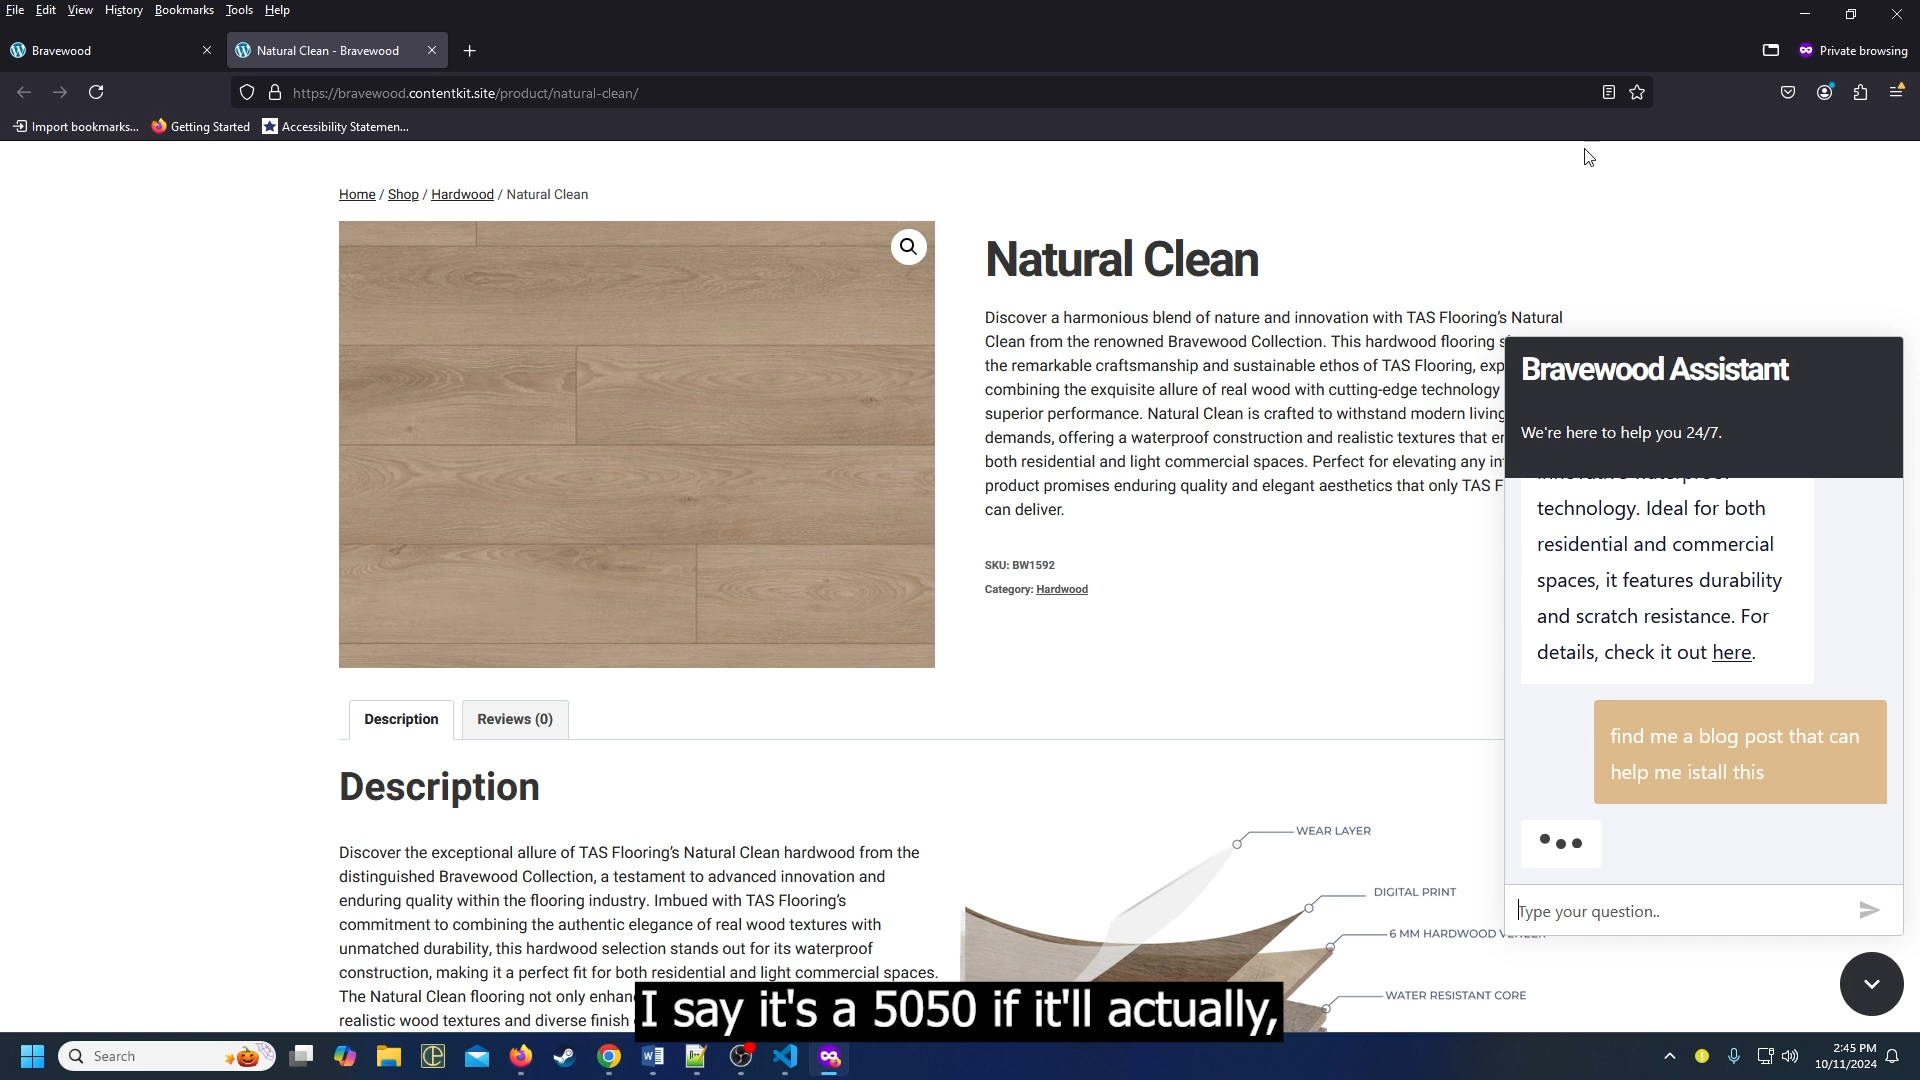 File Edit View History Bookmarks Tools Help
Bravewood
Natural Clean - Bravewood
Private browsing
https://bravewood.contentkit.site/product/natural-clean/
Import bookmarks...
Getting Started
Accessibility Statemen...
Home / Shop / Hardwood / Natural Clean
Natural Clean
Discover a harmonious blend of nature and innovation with TAS Flooring's Natural
Clean from the renowned Bravewood Collection. This hardwood flooring
the remarkable craftsmanship and sustainable ethos of TAS Flooring, exp
combining the exquisite allure of real wood with cutting-edge technology
superior performance. Natural Clean is crafted to withstand modern living
demands, offering a waterproof construction and realistic textures that en
both residential and light commercial spaces. Perfect for elevating any in
product promises enduring quality and elegant aesthetics that only TAS F
can deliver.
SKU: BW1592
Category: Hardwood
Description
Reviews (0)
Description
Discover the exceptional allure of TAS Flooring's Natural Clean hardwood from the
distinguished Bravewood Collection, a testament to advanced innovation and
enduring quality within the flooring industry. Imbued with TAS Flooring's
commitment to combining the authentic elegance of real wood textures with
unmatched durability, this hardwood selection stands out for its waterproof
construction, making it a perfect fit for both residential and light commercial spaces.
The Natural Clean flooring not only enhan
realistic wood textures and diverse finish
WEAR LAYER
DIGITAL PRINT
6 MM HARDWOOD VENEER
WATER RESISTANT CORE
Bravewood Assistant
We're here to help you 24/7.
technology. Ideal for both
residential and commercial
spaces, it features durability
and scratch resistance. For
details, check it out here.
find me a blog post that can
help me istall this
Type your question..
I say it's a 5050 if it'll actually,
Search
2:45 PM
10/11/2024